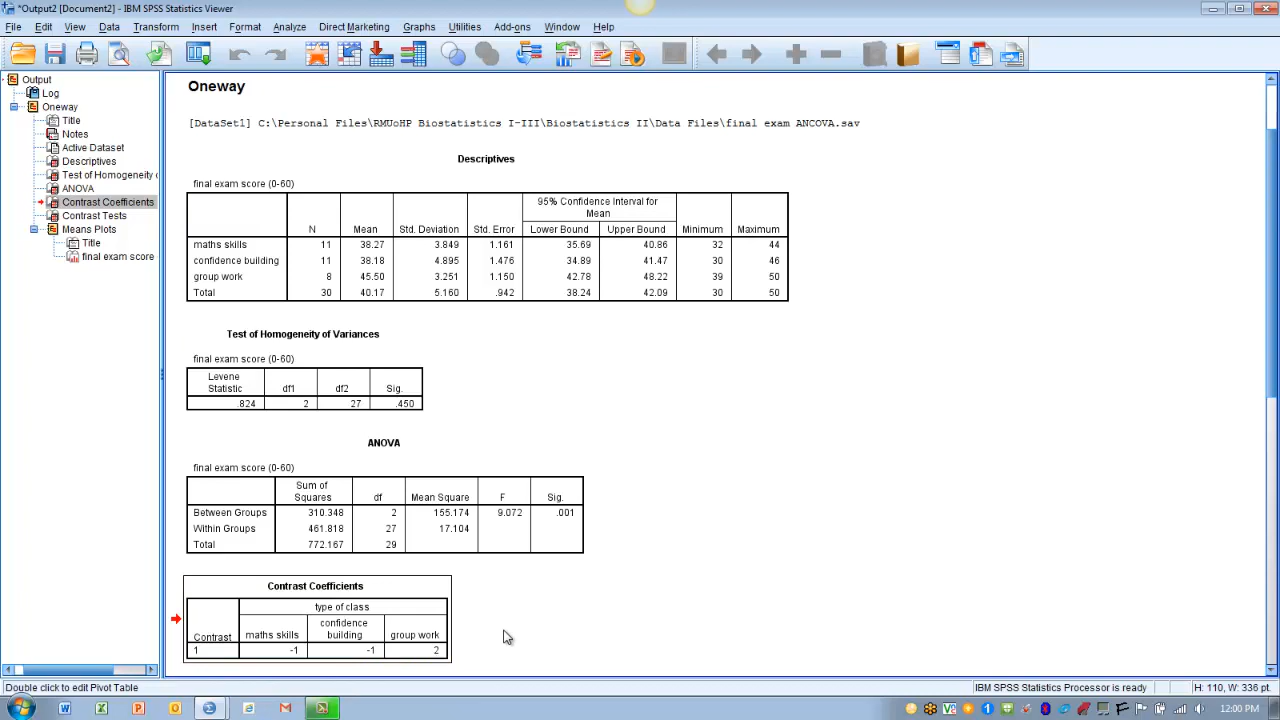 *Output2 [Document2] - IBM SPSS Statistics Viewer
File Edit View Data Transform Insert Format Analyze Direct Marketing Graphs Utilities Add-ons Window Help
Output
Log
Oneway
Title
Notes
Active Dataset
Descriptives
Test of Homogeneity o
ANOVA
Contrast Coefficients
Contrast Tests
Means Plots
Title
final exam score
Oneway
[DataSet1] C:\Personal Files\RMUoHP Biostatistics I-III\Biostatistics II\Data Files\final exam ANCOVA.sav
Descriptives
final exam score (0-60)
95% Confidence Interval for
Mean
N Mean Std. Deviation Std. Error Lower Bound Upper Bound Minimum Maximum
maths skills 11 38.27 3.849 1.161 35.69 40.86 32 44
confidence building 11 38.18 4.895 1.476 34.89 41.47 30 46
group work 8 45.50 3.251 1.150 42.78 48.22 39 50
Total 30 40.17 5.160 .942 38.24 42.09 30 50
Test of Homogeneity of Variances
final exam score (0-60)
Levene
Statistic df1 df2 Sig.
.824 2 27 .450
ANOVA
final exam score (0-60)
Sum of
Squares df Mean Square F Sig.
Between Groups 310.348 2 155.174 9.072 .001
Within Groups 461.818 27 17.104
Total 772.167 29
Contrast Coefficients
type of class
confidence
Contrast maths skills building group work
1 -1 -1 2
Double click to edit Pivot Table
IBM SPSS Statistics Processor is ready
H: 110, W: 336 pt.
12:00 PM